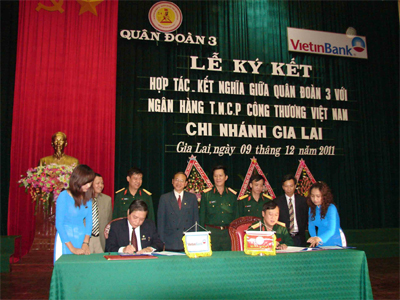 QUÂN ĐOÀN 3
VietinBank
LỄ KÝ KẾT
HỢP TÁC - KẾT NGHĨA GIỮA QUÂN ĐOÀN 3 VỚI
NGÂN HÀNG T.M.C.P CÔNG THƯƠNG VIỆT NAM
CHI NHÁNH GIA LAI
Gia Lai, ngày 09 tháng 12 năm 2011